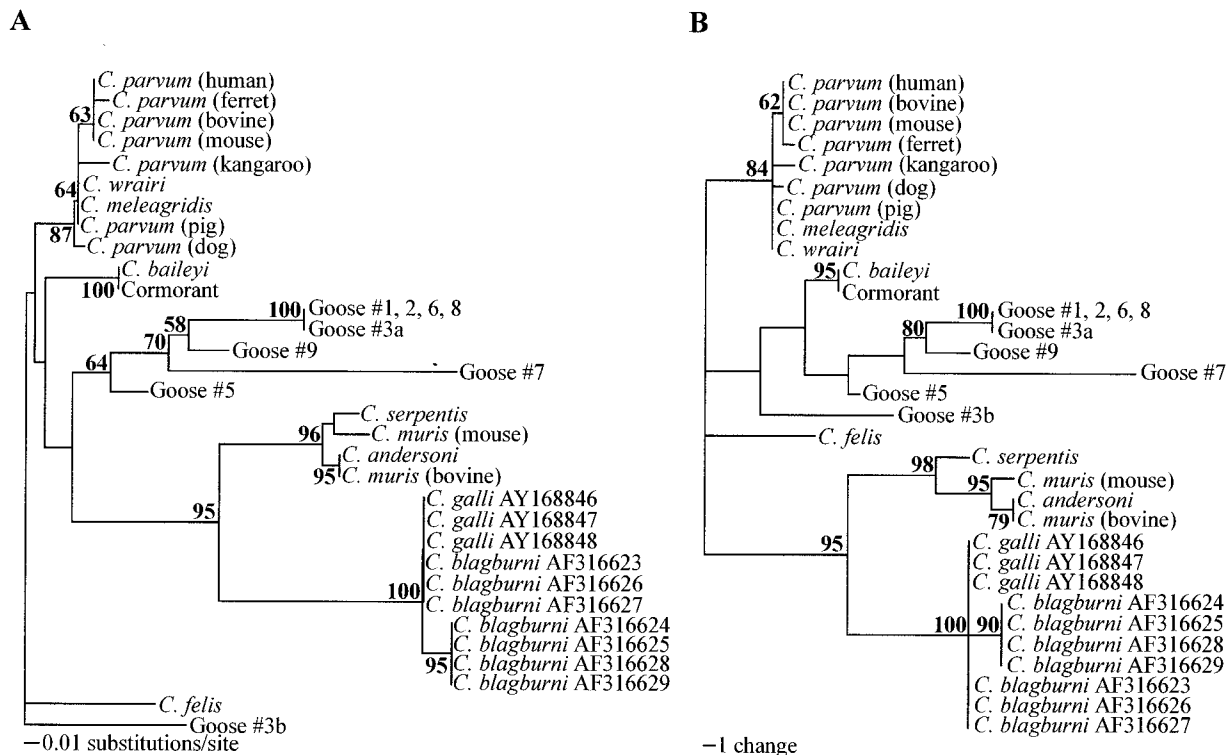 A
C. parvum (human)
C. parvum (ferret)
63
C. parvum (bovine)
C. parvum (mouse)
C. parvum (kangaroo)
64
C. wrairi
C. meleagridis
C. parvum (pig)
87
C. parvum (dog)
C. baileyi
100
Cormorant
100
Goose #1, 2, 6, 8
58
Goose #3a
70
Goose #9
64
Goose #7
Goose #5
C. serpentis
96
C. muris (mouse)
C. andersoni
95
C. muris (bovine)
95
C. galli AY168846
C. galli AY168847
C. galli AY168848
C. blagburni AF316623
100
C. blagburni AF316626
C. blagburni AF316627
C. blagburni AF316624
C. blagburni AF316625
95
C. blagburni AF316628
C. blagburni AF316629
C. felis
Goose #3b
0.01 substitutions/site
B
C. parvum (human)
62
C. parvum (bovine)
C. parvum (mouse)
C. parvum (ferret)
84
C. parvum (kangaroo)
C. parvum (dog)
C. parvum (pig)
C. meleagridis
C. wrairi
95
C. baileyi
Cormorant
100
Goose #1, 2, 6, 8
80
Goose #3a
Goose #9
Goose #7
Goose #5
Goose #3b
C. felis
98
C. serpentis
95
C. muris (mouse)
C. andersoni
79
C. muris (bovine)
95
C. galli AY168846
C. galli AY168847
C. galli AY168848
C. blagburni AF316624
100
90
C. blagburni AF316625
C. blagburni AF316628
C. blagburni AF316629
C. blagburni AF316623
C. blagburni AF316626
C. blagburni AF316627
1 change